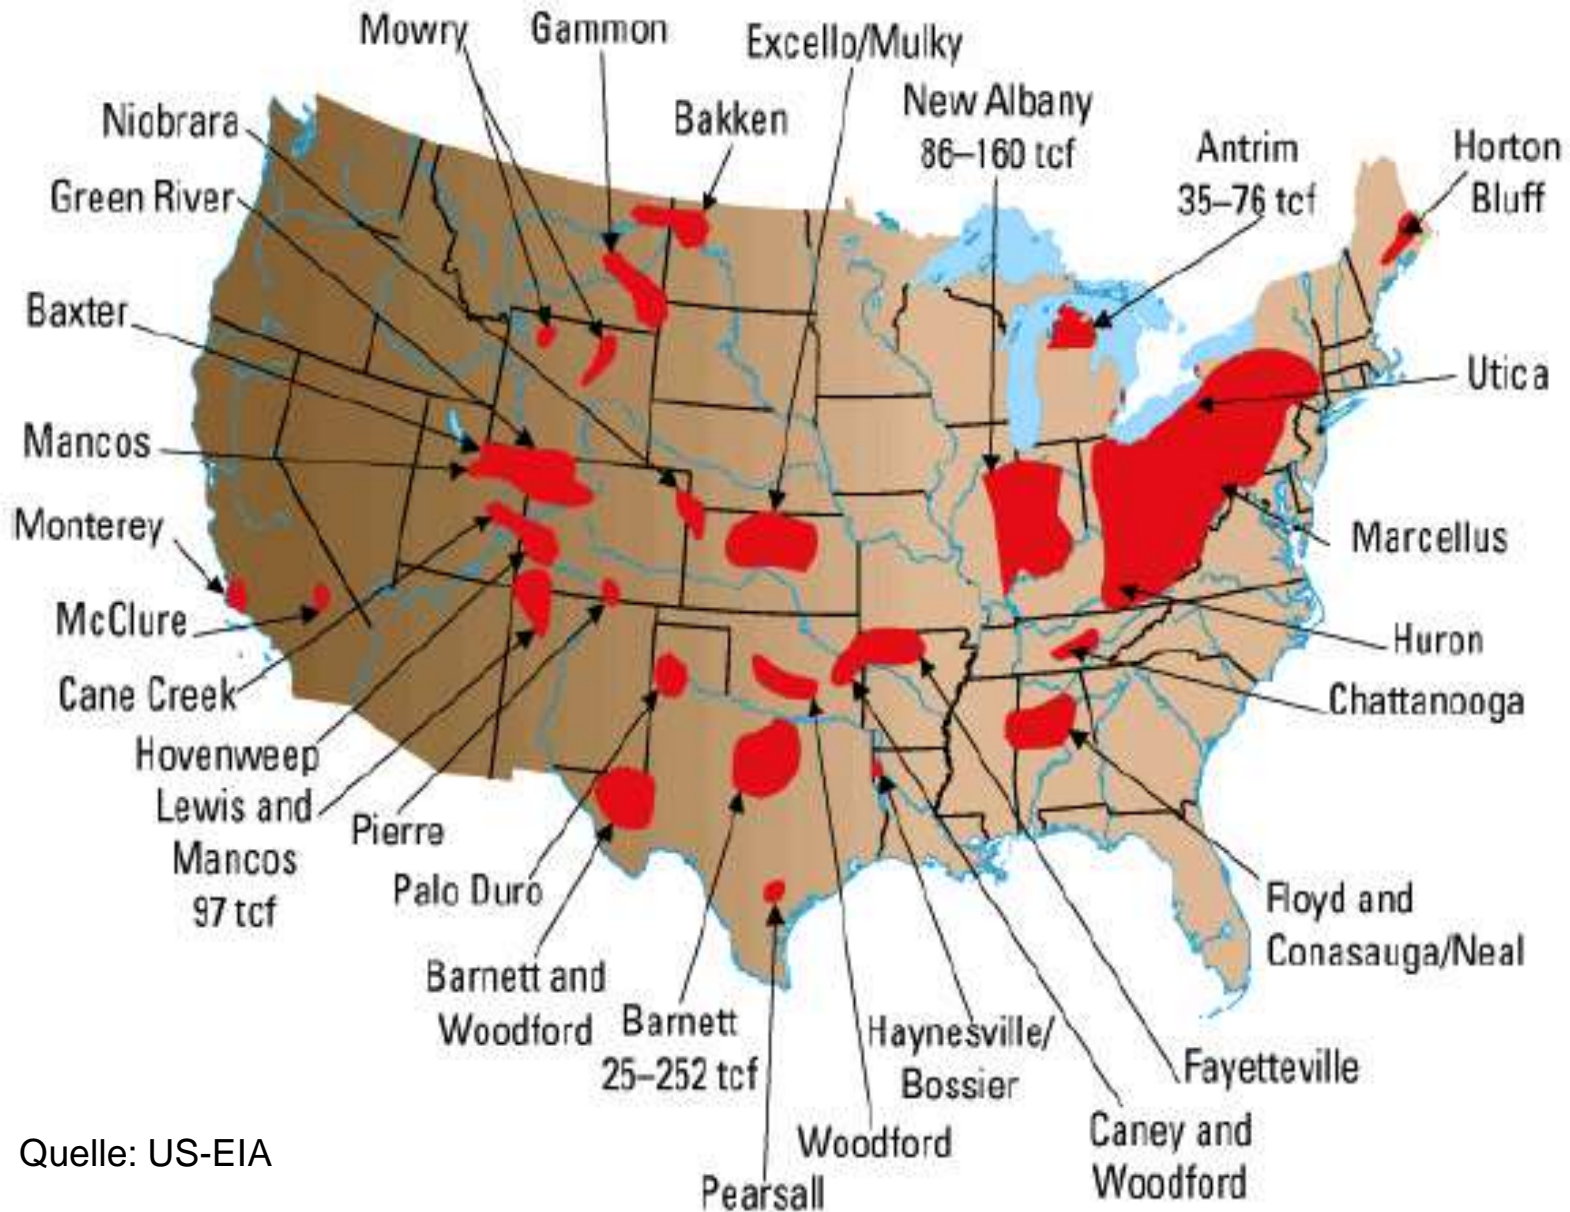 Mowry
Gammon
Excello/Mulky
Niobrara
Bakken
New Albany
86–160 tcf
Antrim
35–76 tcf
Horton
Bluff
Green River
Baxter
Utica
Mancos
Monterey
Marcellus
McClure
Huron
Cane Creek
Chattanooga
Hovenweep
Lewis and
Mancos
97 tcf
Pierre
Palo Duro
Floyd and
Conasauga/Neal
Barnett and
Woodford
Barnett
25–252 tcf
Haynesville/
Bossier
Fayetteville
Caney and
Woodford
Woodford
Pearsall
Quelle: US-EIA